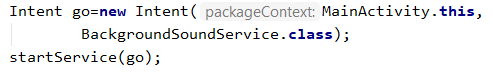 Intent go=new Intent( packageContext: MainActivity.this,
BackgroundSoundService.class);
startService(go);